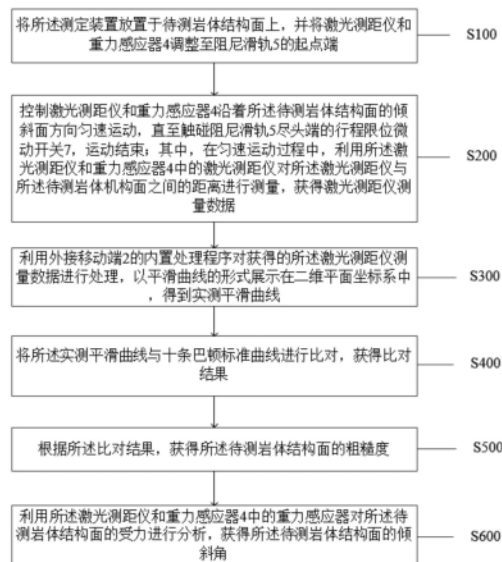 将所述测定装置放置于待测岩体结构面上，并将激光测距仪和
重力感应器4调整至阻尼滑轨5的起点端
S100
控制激光测距仪和重力感应器4沿着所述待测岩体结构面的倾
斜面方向匀速运动，直至触碰阻尼滑轨5尽头端的行程限位微
动开关7，运动结束；其中，在匀速运动过程中，利用所述激
光测距仪和重力感应器4中的激光测距仪对所述激光测距仪与
所述待测岩体机构面之间的距离进行测量，获得激光测距仪测
量数据
S200
利用外接移动端2的内置处理程序对获得的所述激光测距仪测
量数据进行处理，以平滑曲线的形式展示在二维平面坐标系中
，得到实测平滑曲线
S300
将所述实测平滑曲线与十条巴顿标准曲线进行比对，获得比对
结果
S400
根据所述比对结果，获得所述待测岩体结构面的粗糙度
S500
利用所述激光测距仪和重力感应器4中的重力感应器对所述待
测岩体结构面的受力进行分析，获得所述待测岩体结构面的倾
斜角
S600